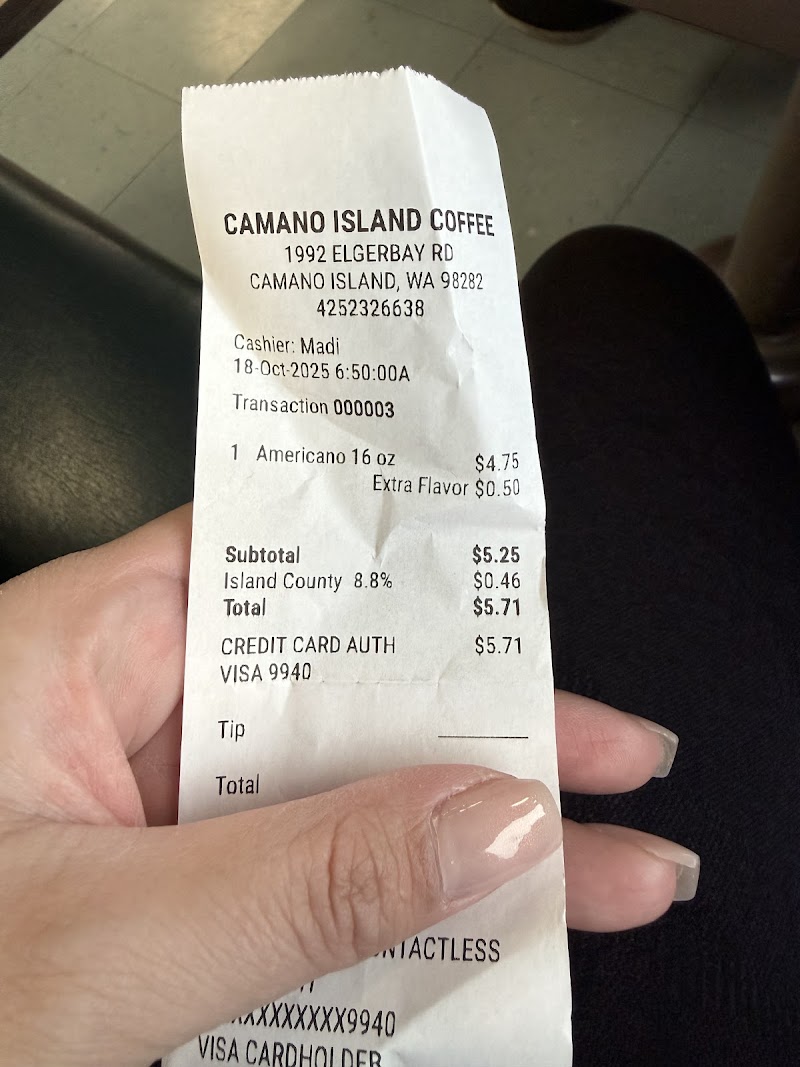 CAMANO ISLAND COFFEE
1992 ELGERBAY RD
CAMANO ISLAND, WA 98282
4252326638
Cashier: Madi
18-Oct-2025 6:50:00A
Transaction 000003
1 Americano 16 oz $4.75
Extra Flavor $0.50
Subtotal $5.25
Island County 8.8% $0.46
Total $5.71
CREDIT CARD AUTH $5.71
VISA 9940
Tip
Total
XXXXXXXXX9940
VISA CARDHOLDER